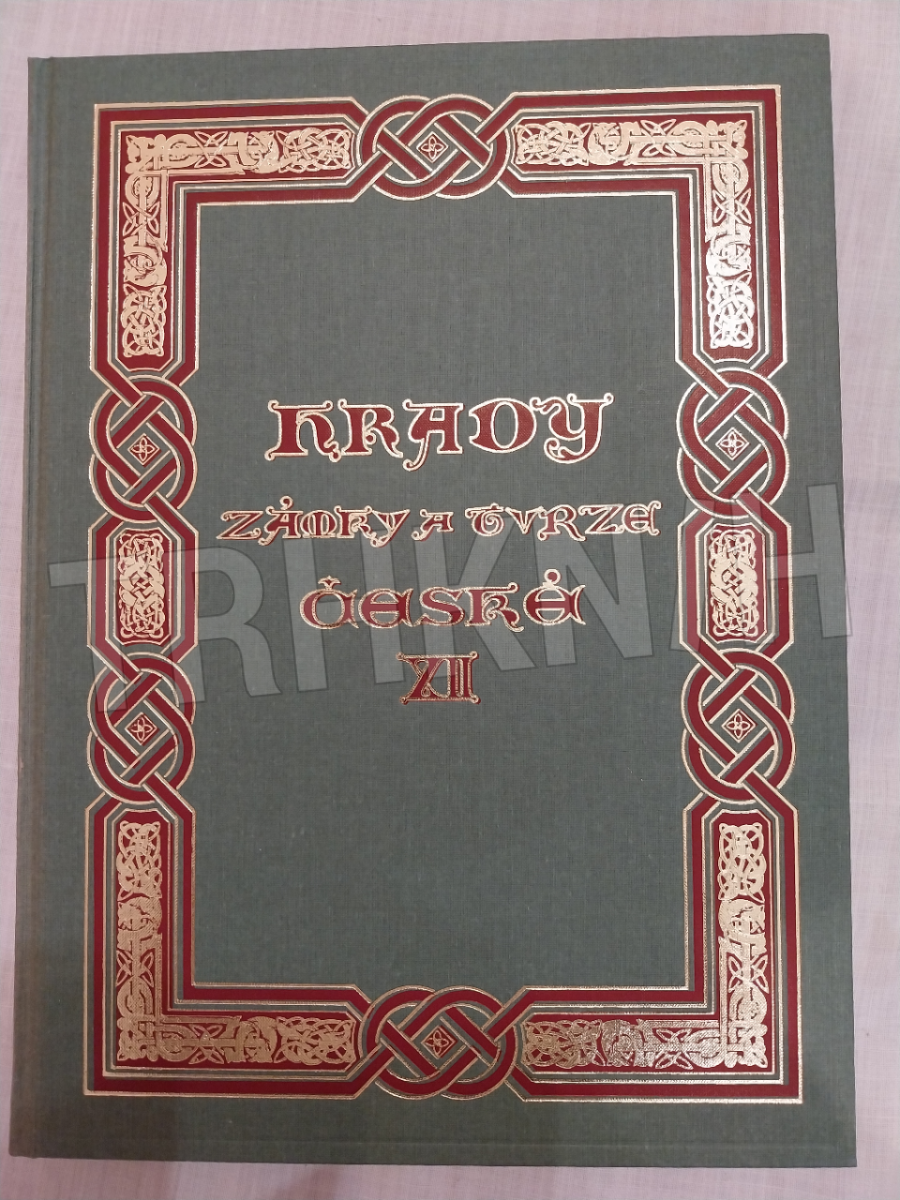 HRADY
ZÁMKY A TVRZE
ČESKÉ
XII
TRHKNIH